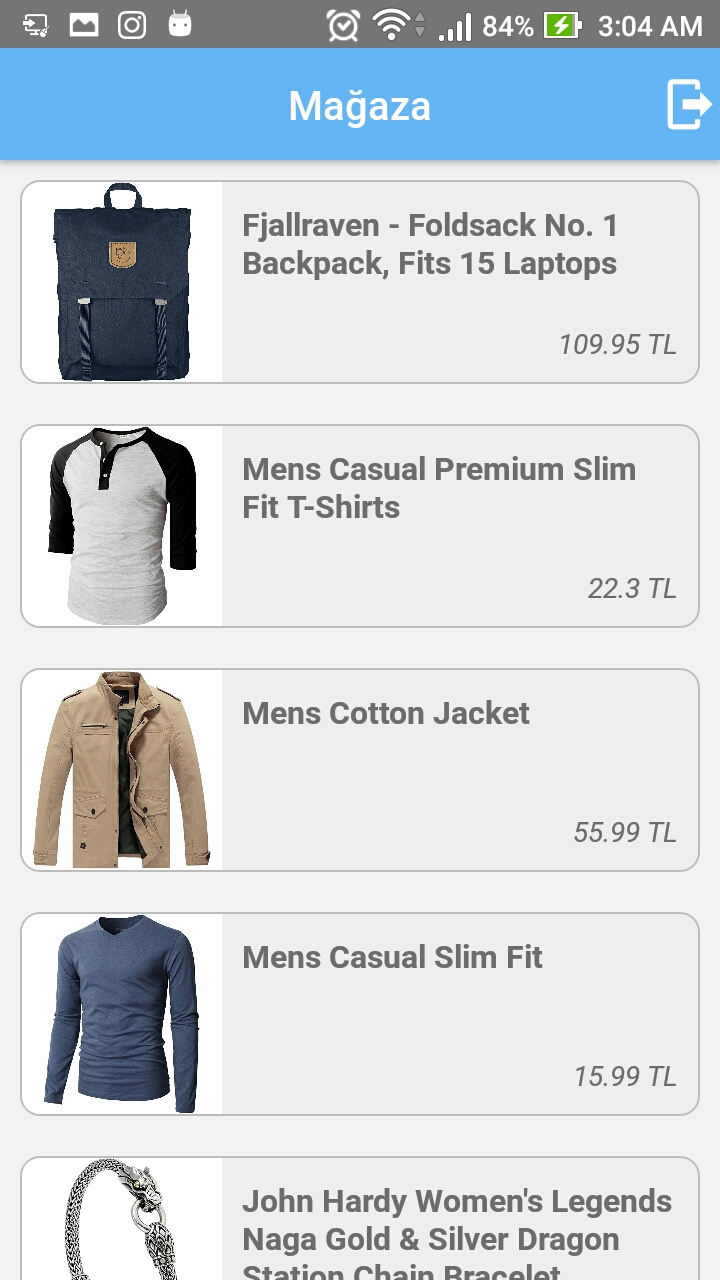 84% 3:04 AM
Mağaza
Fjallraven - Foldsack No. 1
Backpack, Fits 15 Laptops
109.95 TL
Mens Casual Premium Slim
Fit T-Shirts
22.3 TL
Mens Cotton Jacket
55.99 TL
Mens Casual Slim Fit
15.99 TL
John Hardy Women's Legends
Naga Gold & Silver Dragon
Station Chain Bracelet